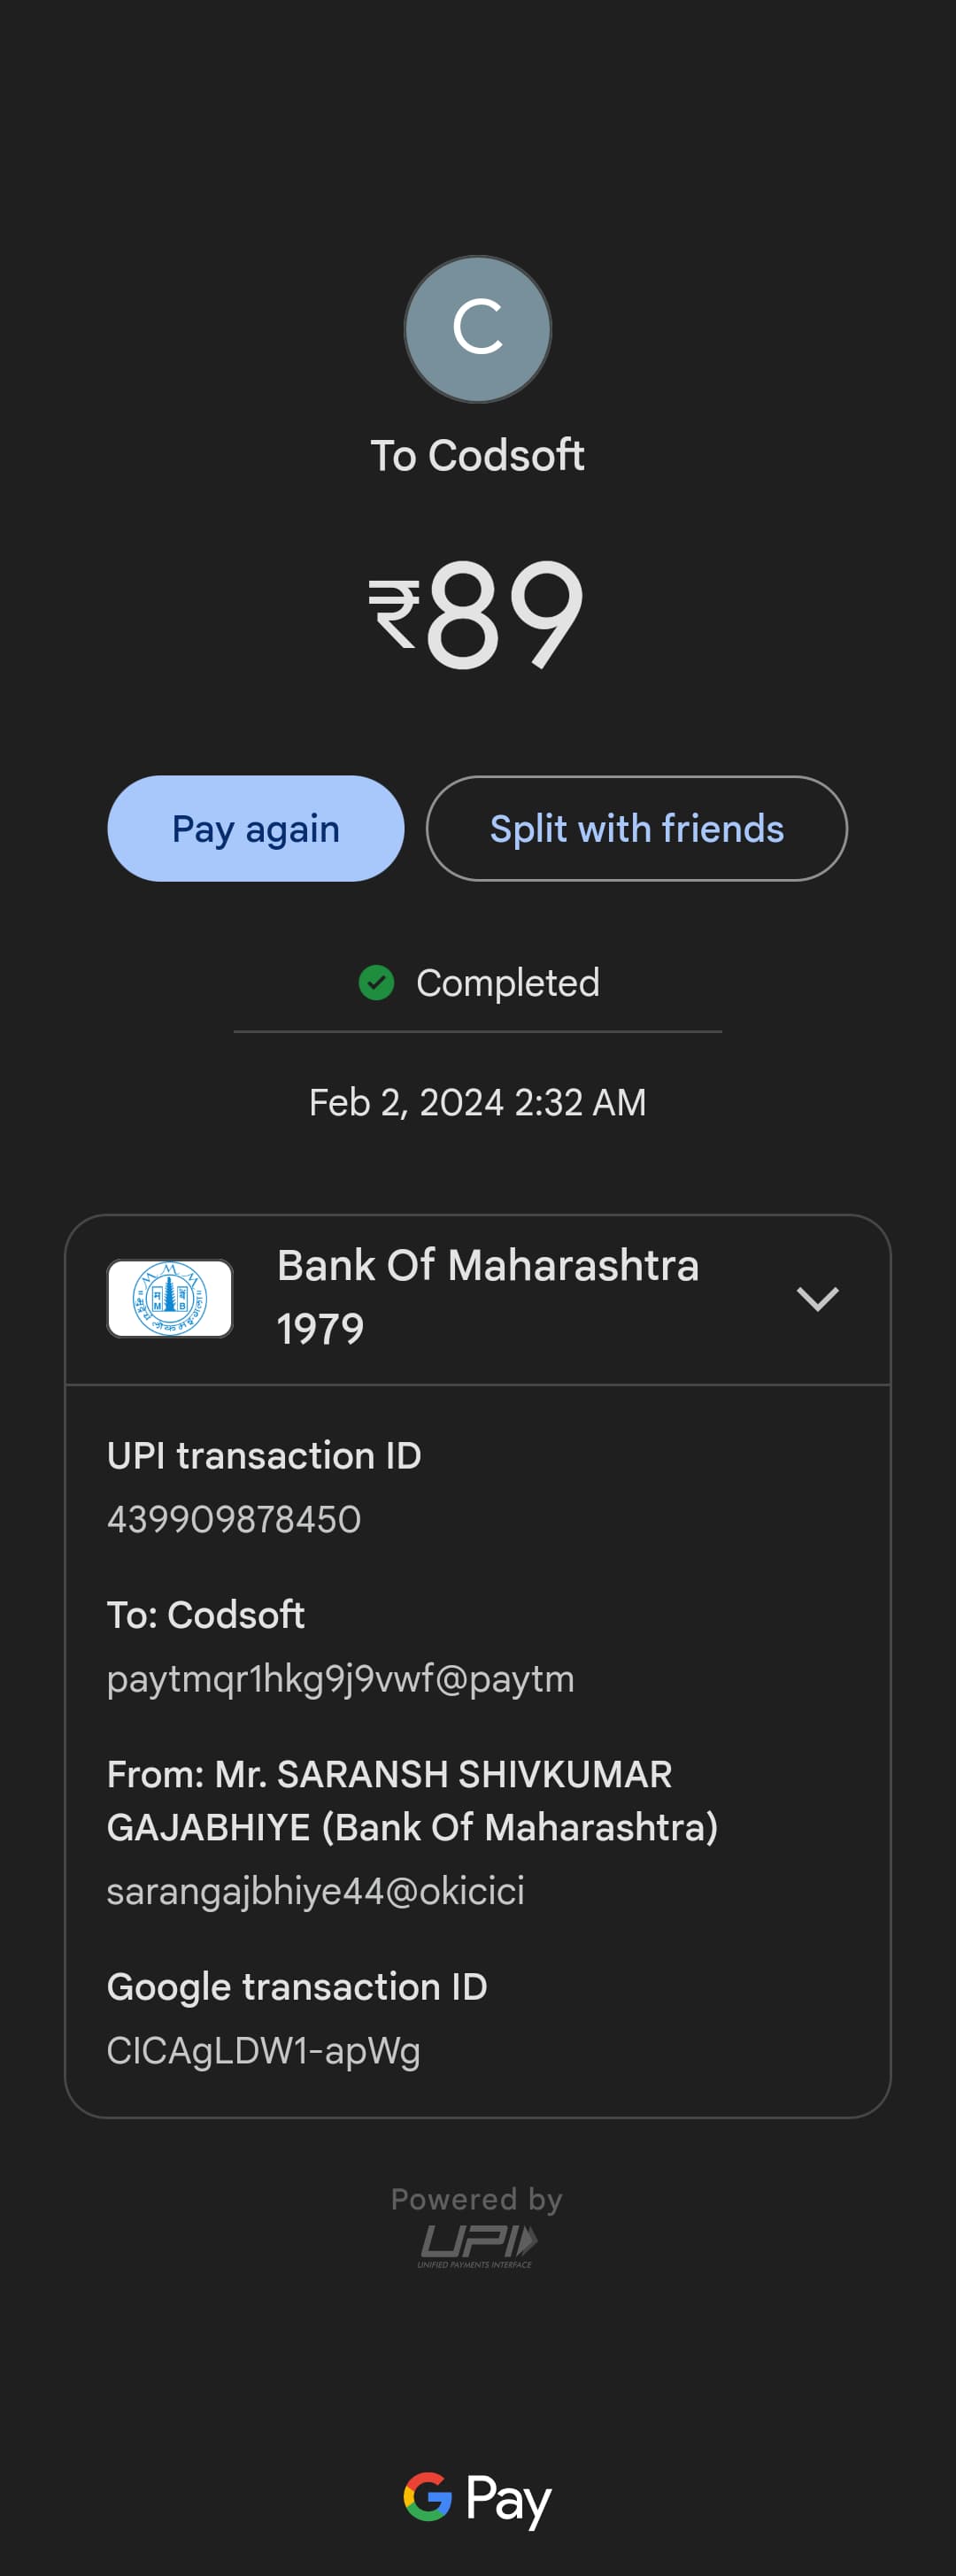 C
To Codsoft
₹89
Pay again
Split with friends
Completed
Feb 2, 2024 2:32 AM
Bank Of Maharashtra
1979
UPI transaction ID
439909878450
To: Codsoft
paytmqr1hkg9j9vwf@paytm
From: Mr. SARANSH SHIVKUMAR
GAJABHIYE (Bank Of Maharashtra)
sarangajbhiye44@okicici
Google transaction ID
CICAgLDW1-apWg
Powered by
UPI
UNIFIED PAYMENTS INTERFACE
G Pay